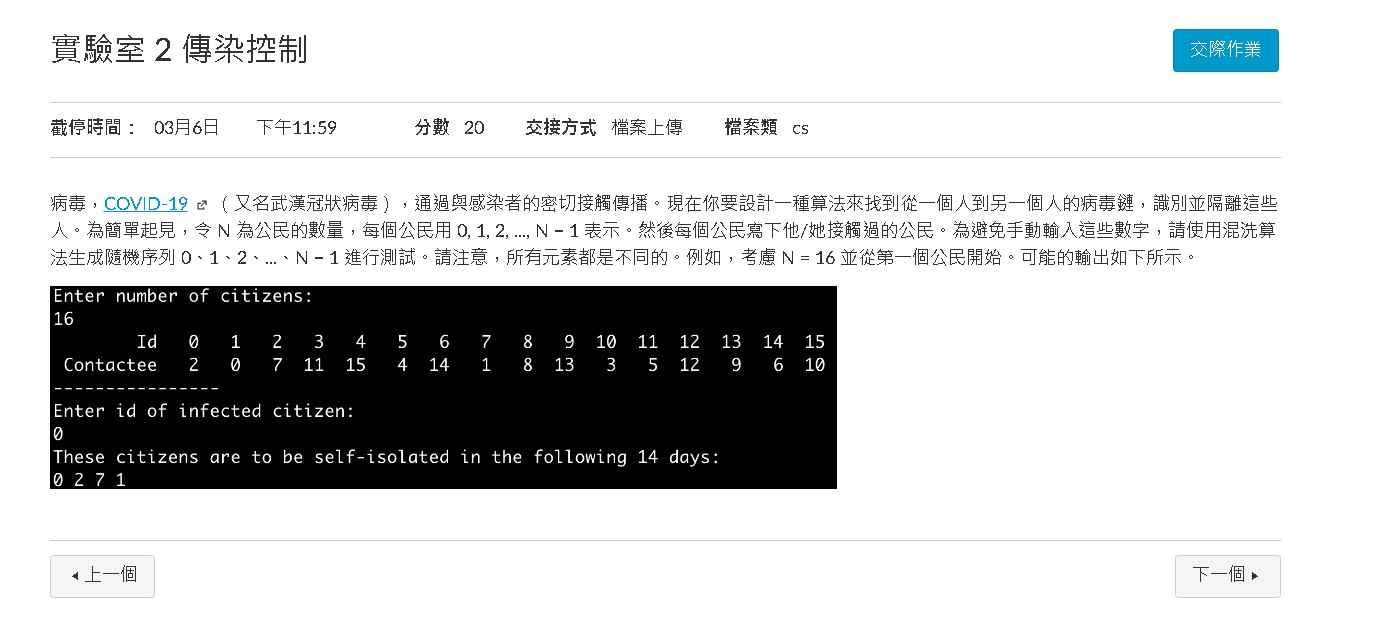 實驗室 2 傳染控制
交際作業
截停時間： 03月6日 下午11:59 分數 20 交接方式 檔案上傳 檔案類 cs
病毒，COVID-19 （又名武漢冠狀病毒），通過與感染者的密切接觸傳播。現在你要設計一種算法來找到從一個人到另一個人的病毒鏈，識別並隔離這些
人。為簡單起見，令 N 為公民的數量，每個公民用 0, 1, 2, ..., N – 1 表示。然後每個公民寫下他/她接觸過的公民。為避免手動輸入這些數字，請使用混洗算
法生成隨機序列 0、1、2、...、N – 1 進行測試。請注意，所有元素都是不同的。例如，考慮 N = 16 並從第一個公民開始。可能的輸出如下所示。
Enter number of citizens:
16
Id 0 1 2 3 4 5 6 7 8 9 10 11 12 13 14 15
Contactee 2 0 7 11 15 4 14 1 8 13 3 5 12 9 6 10
----------------
Enter id of infected citizen:
0
These citizens are to be self-isolated in the following 14 days:
0 2 7 1
◂ 上一個
下一個 ▸